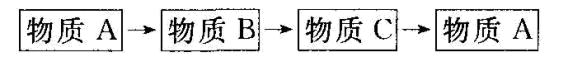 物质 A → 物质 B → 物质 C → 物质 A